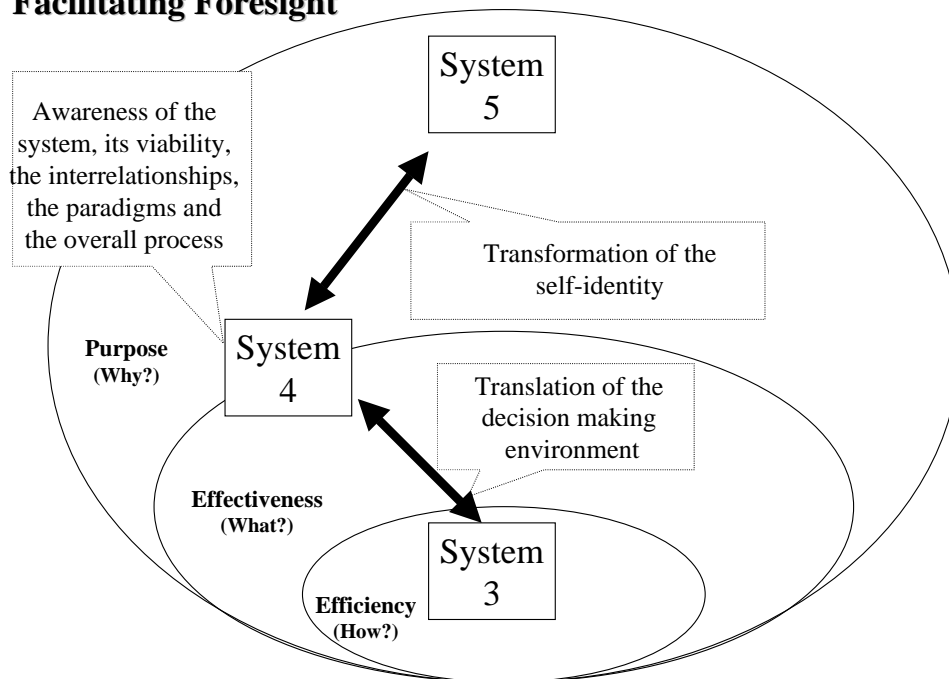 Facilitating Foresight
System
5
Awareness of the
system, its viability,
the interrelationships,
the paradigms and
the overall process
Transformation of the
self-identity
Purpose
(Why?)
System
4
Translation of the
decision making
environment
Effectiveness
(What?)
System
3
Efficiency
(How?)